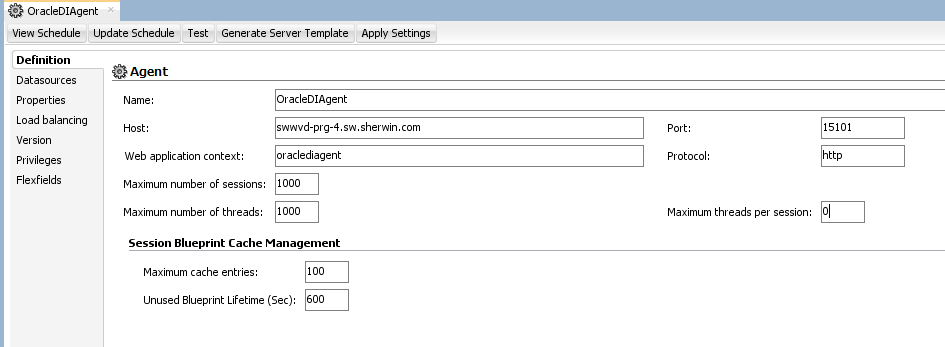 OracleDIAgent
View Schedule Update Schedule Test Generate Server Template Apply Settings
Definition
Datasources
Properties
Load balancing
Version
Privileges
Flexfields
Agent
Name: OracleDIAgent
Host: swwvd-prg-4.sw.sherwin.com Port: 15101
Web application context: oraclediagent Protocol: http
Maximum number of sessions: 1000
Maximum number of threads: 1000 Maximum threads per session: 0
Session Blueprint Cache Management
Maximum cache entries: 100
Unused Blueprint Lifetime (Sec): 600